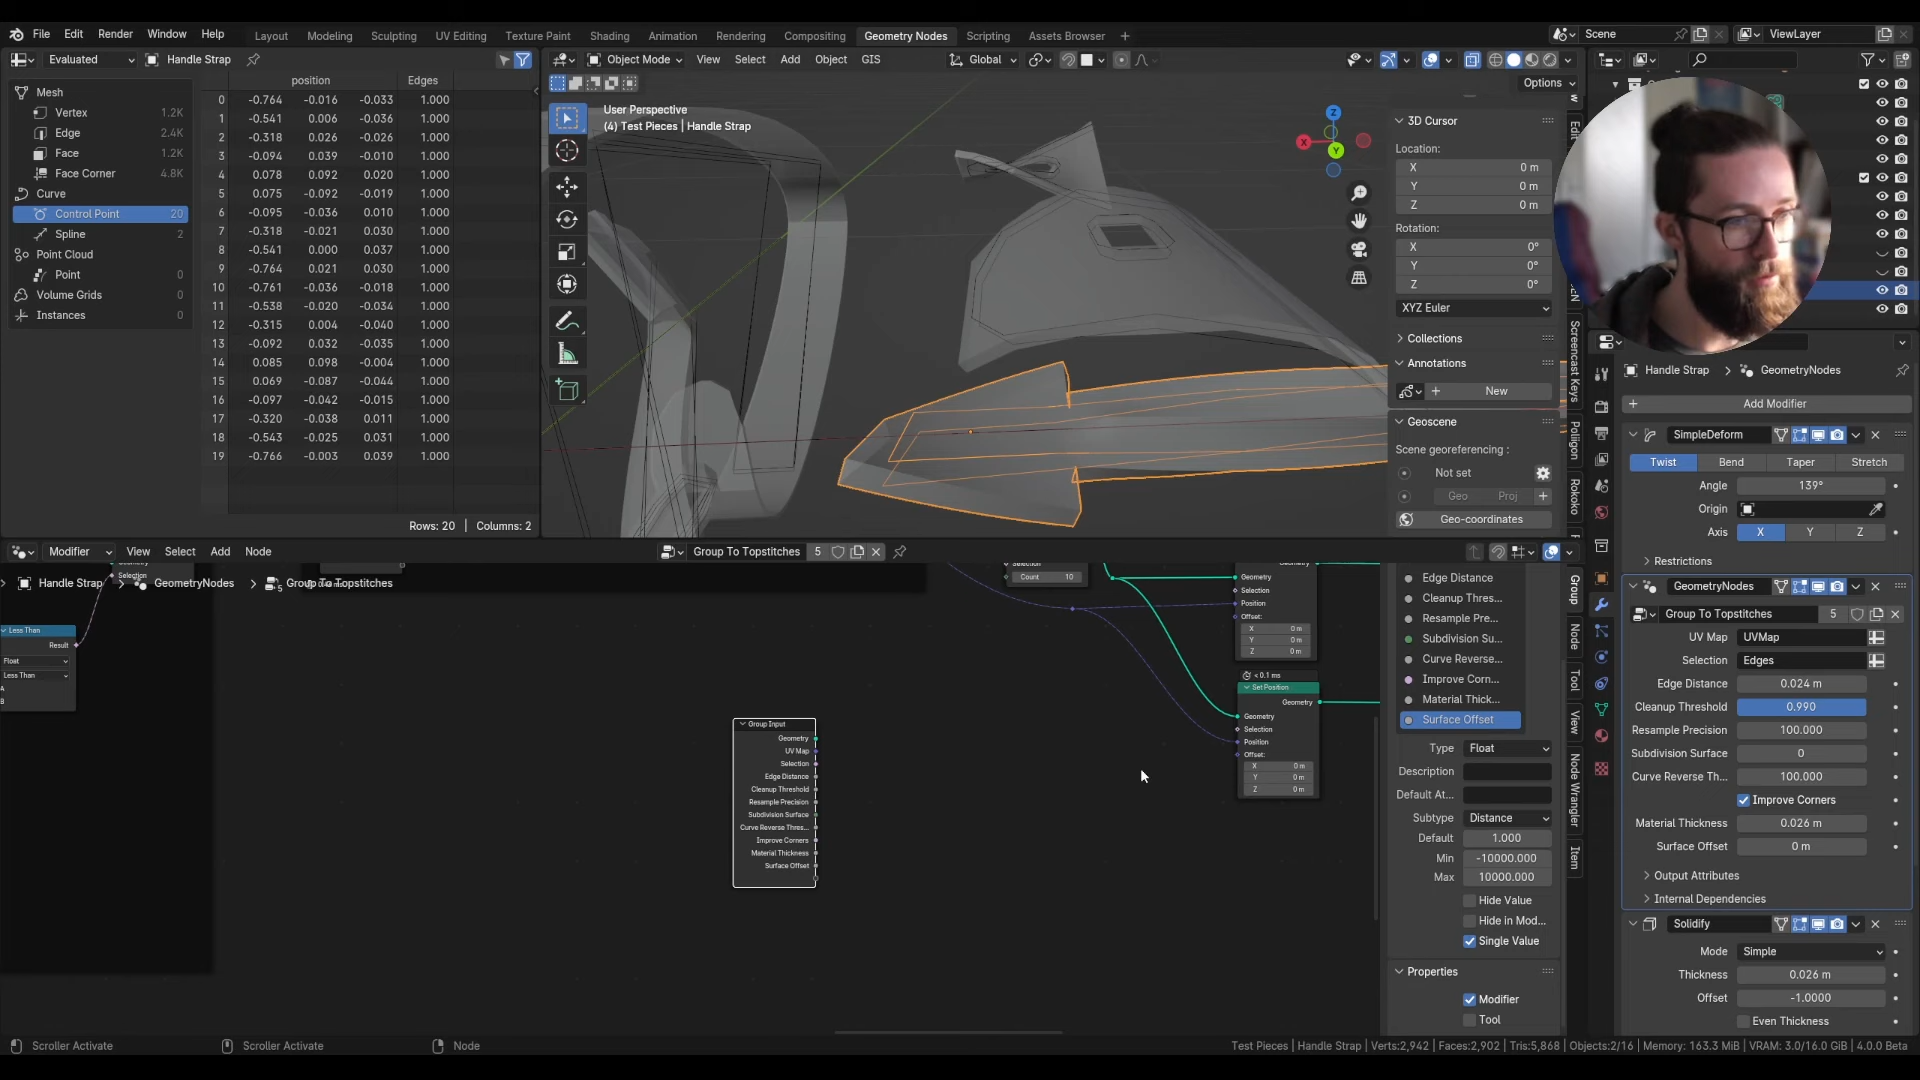 File Edit Render Window Help
Layout Modeling Sculpting UV Editing Texture Paint Shading Animation Rendering Compositing Geometry Nodes Scripting Assets Browser +
Scene
ViewLayer
Evaluated Handle Strap
Object Mode View Select Add Object GIS
Global
Options
position Edges
Mesh
Vertex 1.2K
Edge 2.4K
Face 1.2K
Face Corner 4.8K
Curve
Control Point 20
Spline 2
Point Cloud
Point 0
Volume Grids 0
Instances 0
0 -0.764 -0.016 -0.033 1.000
1 -0.541 0.006 -0.036 1.000
2 -0.318 0.026 -0.026 1.000
3 -0.094 0.039 -0.010 1.000
4 0.078 0.092 0.020 1.000
5 0.075 -0.092 -0.019 1.000
6 -0.095 -0.036 0.010 1.000
7 -0.318 -0.021 0.030 1.000
8 -0.541 0.000 0.037 1.000
9 -0.764 0.021 0.030 1.000
10 -0.761 -0.036 -0.018 1.000
11 -0.538 -0.020 -0.034 1.000
12 -0.315 0.004 -0.040 1.000
13 -0.092 0.032 -0.035 1.000
14 0.085 0.098 -0.004 1.000
15 0.069 -0.087 -0.044 1.000
16 -0.097 -0.042 -0.015 1.000
17 -0.320 -0.038 0.011 1.000
18 -0.543 -0.025 0.031 1.000
19 -0.766 -0.003 0.039 1.000
Rows: 20 | Columns: 2
User Perspective
(4) Test Pieces | Handle Strap
Z
X
Y
3D Cursor
Location:
X 0 m
Y 0 m
Z 0 m
Rotation:
X 0°
Y 0°
Z 0°
XYZ Euler
Collections
Annotations
+ New
Geoscene
Scene georeferencing :
Not set
Geo Proj +
Geo-coordinates
Edit
Screencast Keys
Poliigon
Rokoko
Modifier View Select Add Node
Group To Topstitches 5
Handle Strap > GeometryNodes > Group To Topstitches
Selection
Less Than
Result
Float
Less Than
A
B
Selection
Count 10
Geometry
Selection
Position
Offset:
X 0 m
Y 0 m
Z 0 m
< 0.1 ms
Set Position
Geometry
Geometry
Selection
Position
Offset:
X 0 m
Y 0 m
Z 0 m
Group Input
Geometry
UV Map
Selection
Edge Distance
Cleanup Threshold
Resample Precision
Subdivision Surface
Curve Reverse Thres...
Improve Corners
Material Thickness
Surface Offset
Edge Distance
Cleanup Thres...
Resample Pre...
Subdivision Su...
Curve Reverse...
Improve Corn...
Material Thick...
Surface Offset
Type Float
Description
Default At...
Subtype Distance
Default 1.000
Min -10000.000
Max 10000.000
Hide Value
Hide in Mod...
Single Value
Properties
Modifier
Tool
Group
Node
Tool
View
Node Wrangler
Item
Handle Strap > GeometryNodes
+ Add Modifier
SimpleDeform
Twist Bend Taper Stretch
Angle 139°
Origin
Axis X Y Z
Restrictions
GeometryNodes
Group To Topstitches 5
UV Map UVMap
Selection Edges
Edge Distance 0.024 m
Cleanup Threshold 0.990
Resample Precision 100.000
Subdivision Surface 0
Curve Reverse Th... 100.000
Improve Corners
Material Thickness 0.026 m
Surface Offset 0 m
Output Attributes
Internal Dependencies
Solidify
Mode Simple
Thickness 0.026 m
Offset -1.0000
Even Thickness
Scroller Activate
Scroller Activate
Node
Test Pieces | Handle Strap | Verts:2,942 | Faces:2,902 | Tris:5,868 | Objects:2/16 | Memory: 163.3 MiB | VRAM: 3.0/16.0 GiB | 4.0.0 Beta